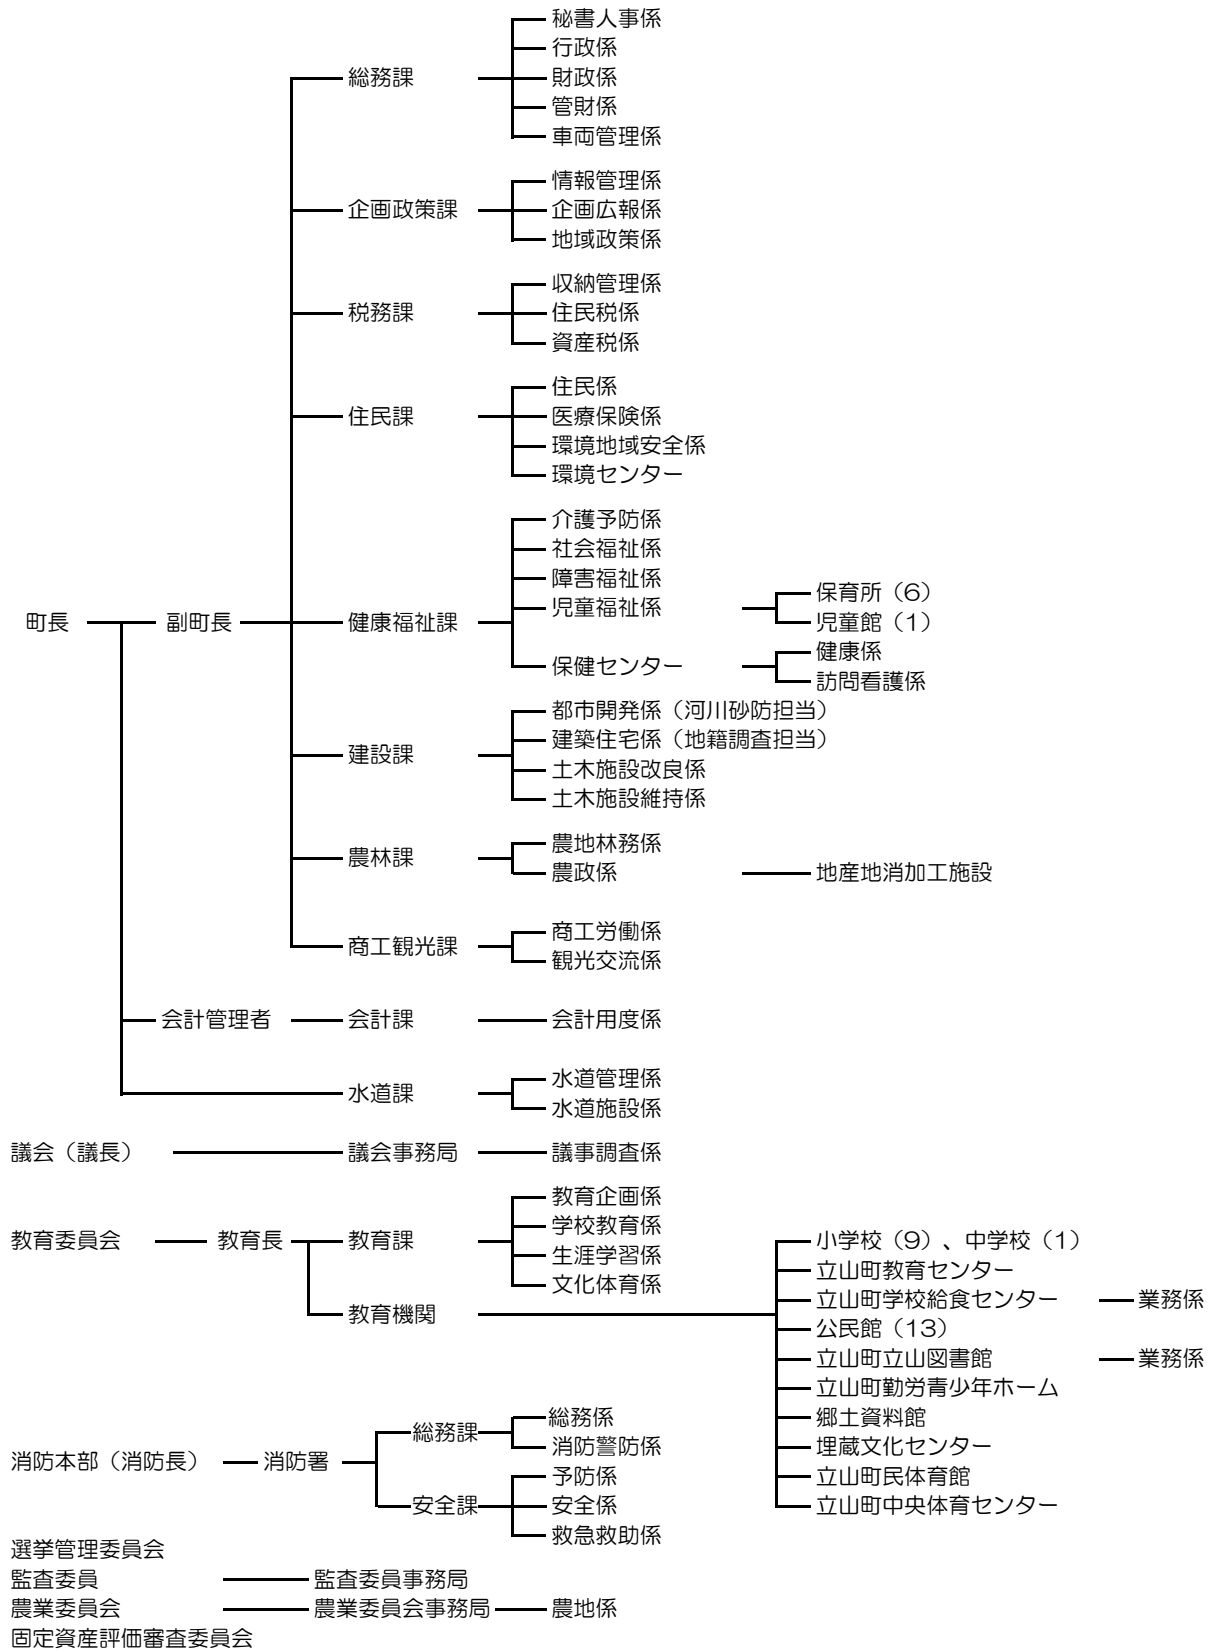 秘書人事係
行政係
総務課 財政係
管財係
車両管理係
情報管理係
企画政策課 企画広報係
地域政策係
収納管理係
税務課 住民税係
資産税係
住民係
住民課 医療保険係
環境地域安全係
環境センター
介護予防係
社会福祉係
障害福祉係
保育所（6）
児童福祉係
町長 副町長 健康福祉課 児童館（1）
健康係
保健センター
訪問看護係
都市開発係（河川砂防担当）
建築住宅係（地籍調査担当）
建設課
土木施設改良係
土木施設維持係
農地林務係
農林課
農政係 地産地消加工施設
商工労働係
商工観光課
観光交流係
会計管理者 会計課 会計用度係
水道管理係
水道課
水道施設係
議会（議長） 議会事務局 議事調査係
教育企画係
学校教育係
教育委員会 教育長 教育課 小学校（9）、中学校（1）
生涯学習係
立山町教育センター
文化体育係
立山町学校給食センター 業務係
教育機関
公民館（13）
立山町立山図書館 業務係
立山町勤労青少年ホーム
総務係 郷土資料館
総務課
消防警防係 埋蔵文化センター
消防本部（消防長） 消防署
予防係 立山町民体育館
安全課 安全係 立山町中央体育センター
救急救助係
選挙管理委員会
監査委員 監査委員事務局
農業委員会 農業委員会事務局 農地係
固定資産評価審査委員会